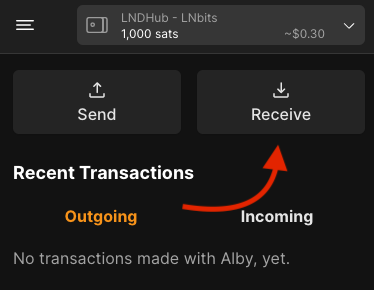 LNDHub - LNbits
1,000 sats ~$0.30
Send Receive
Recent Transactions
Outgoing Incoming
No transactions made with Alby, yet.